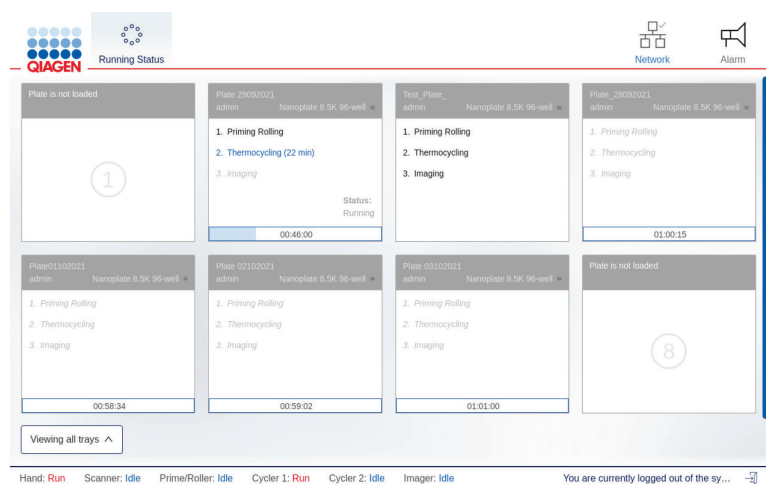 QIAGEN
Running Status
Network
Alarm
Plate is not loaded
1
Plate 29092021
admin Nanoplate 8.5K 96-well
1. Priming Rolling
2. Thermocycling (22 min)
3. Imaging
Status:
Running
00:46:00
Test_Plate_
admin Nanoplate 8.5K 96-well
1. Priming Rolling
2. Thermocycling
3. Imaging
Plate_28092021
admin Nanoplate 8.5K 96-well
1. Priming Rolling
2. Thermocycling
3. Imaging
01:00:15
Plate01102021
admin Nanoplate 8.5K 96-well
1. Priming Rolling
2. Thermocycling
3. Imaging
00:58:34
Plate 02102021
admin Nanoplate 8.5K 96-well
1. Priming Rolling
2. Thermocycling
3. Imaging
00:59:02
Plate 03102021
admin Nanoplate 8.5K 96-well
1. Priming Rolling
2. Thermocycling
3. Imaging
01:01:00
Plate is not loaded
8
Viewing all trays
Hand: Run Scanner: Idle Prime/Roller: Idle Cycler 1: Run Cycler 2: Idle Imager: Idle You are currently logged out of the sy...